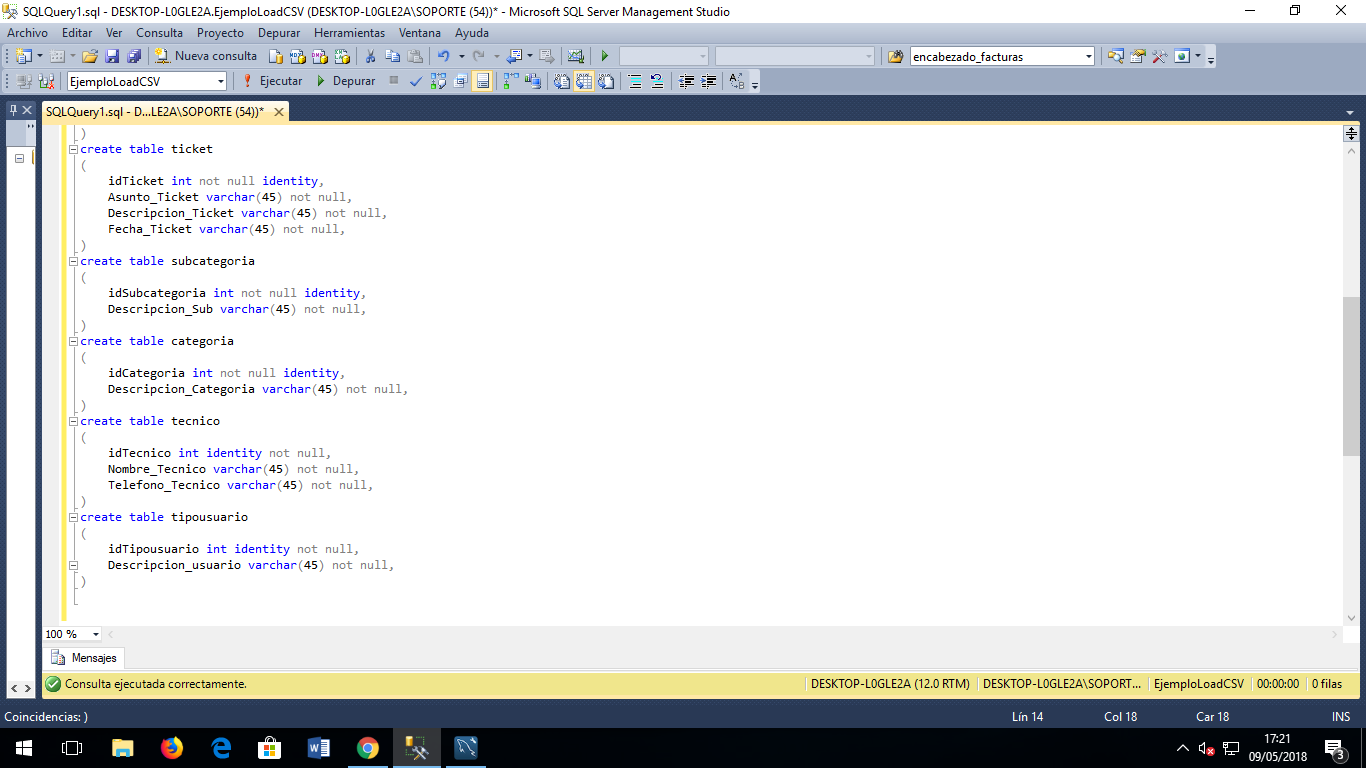 SQLQuery1.sql - DESKTOP-L0GLE2A.EjemploLoadCSV (DESKTOP-L0GLE2A\SOPORTE (54))* - Microsoft SQL Server Management Studio
Archivo Editar Ver Consulta Proyecto Depurar Herramientas Ventana Ayuda
Nueva consulta encabezado_facturas
EjemploLoadCSV Ejecutar Depurar
SQLQuery1.sql - D...LE2A\SOPORTE (54))*
)
create table ticket
(
idTicket int not null identity,
Asunto_Ticket varchar(45) not null,
Descripcion_Ticket varchar(45) not null,
Fecha_Ticket varchar(45) not null,
)
create table subcategoria
(
idSubcategoria int not null identity,
Descripcion_Sub varchar(45) not null,
)
create table categoria
(
idCategoria int not null identity,
Descripcion_Categoria varchar(45) not null,
)
create table tecnico
(
idTecnico int identity not null,
Nombre_Tecnico varchar(45) not null,
Telefono_Tecnico varchar(45) not null,
)
create table tipousuario
(
idTipousuario int identity not null,
Descripcion_usuario varchar(45) not null,
)
100 %
Mensajes
Consulta ejecutada correctamente. DESKTOP-L0GLE2A (12.0 RTM) DESKTOP-L0GLE2A\SOPORT... EjemploLoadCSV 00:00:00 0 filas
Coincidencias: ) Lín 14 Col 18 Car 18 INS
17:21
09/05/2018
3